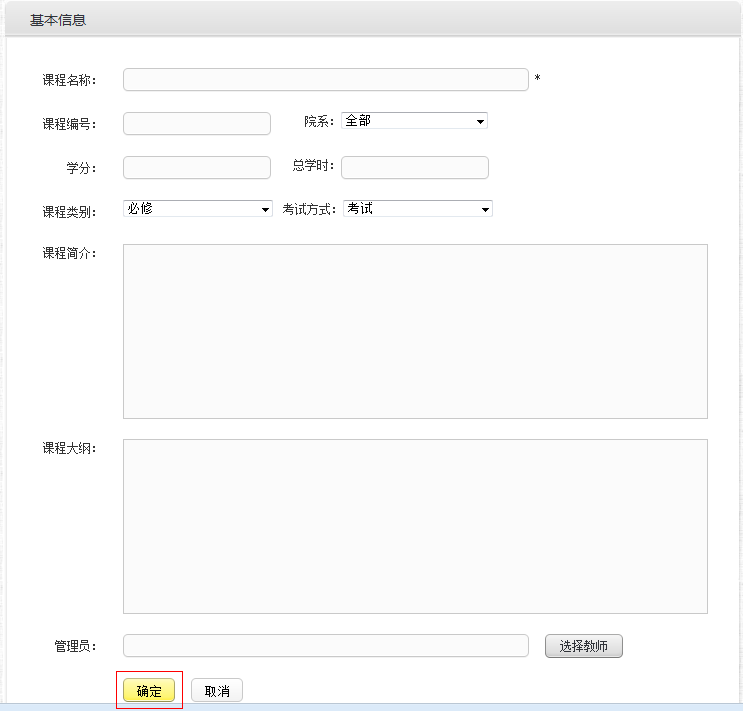 基本信息
课程名称： *
课程编号： 院系： 全部
学分： 总学时：
课程类别： 必修 考试方式： 考试
课程简介：
课程大纲：
管理员： 选择教师
确定 取消